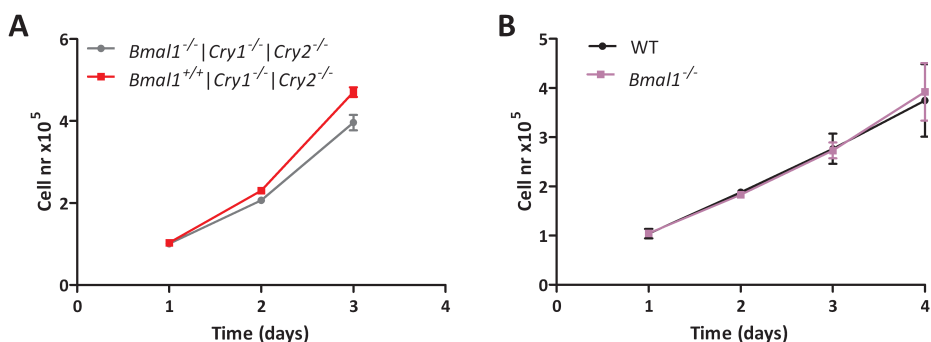 A
B
6
4
2
0
Cell nr x10^5
Bmal1^-/-|Cry1^-/-|Cry2^-/-
Bmal1^+/+|Cry1^-/-|Cry2^-/-
0 1 2 3 4
Time (days)
5
4
3
2
1
0
Cell nr x10^5
WT
Bmal1^-/-
0 1 2 3 4
Time (days)